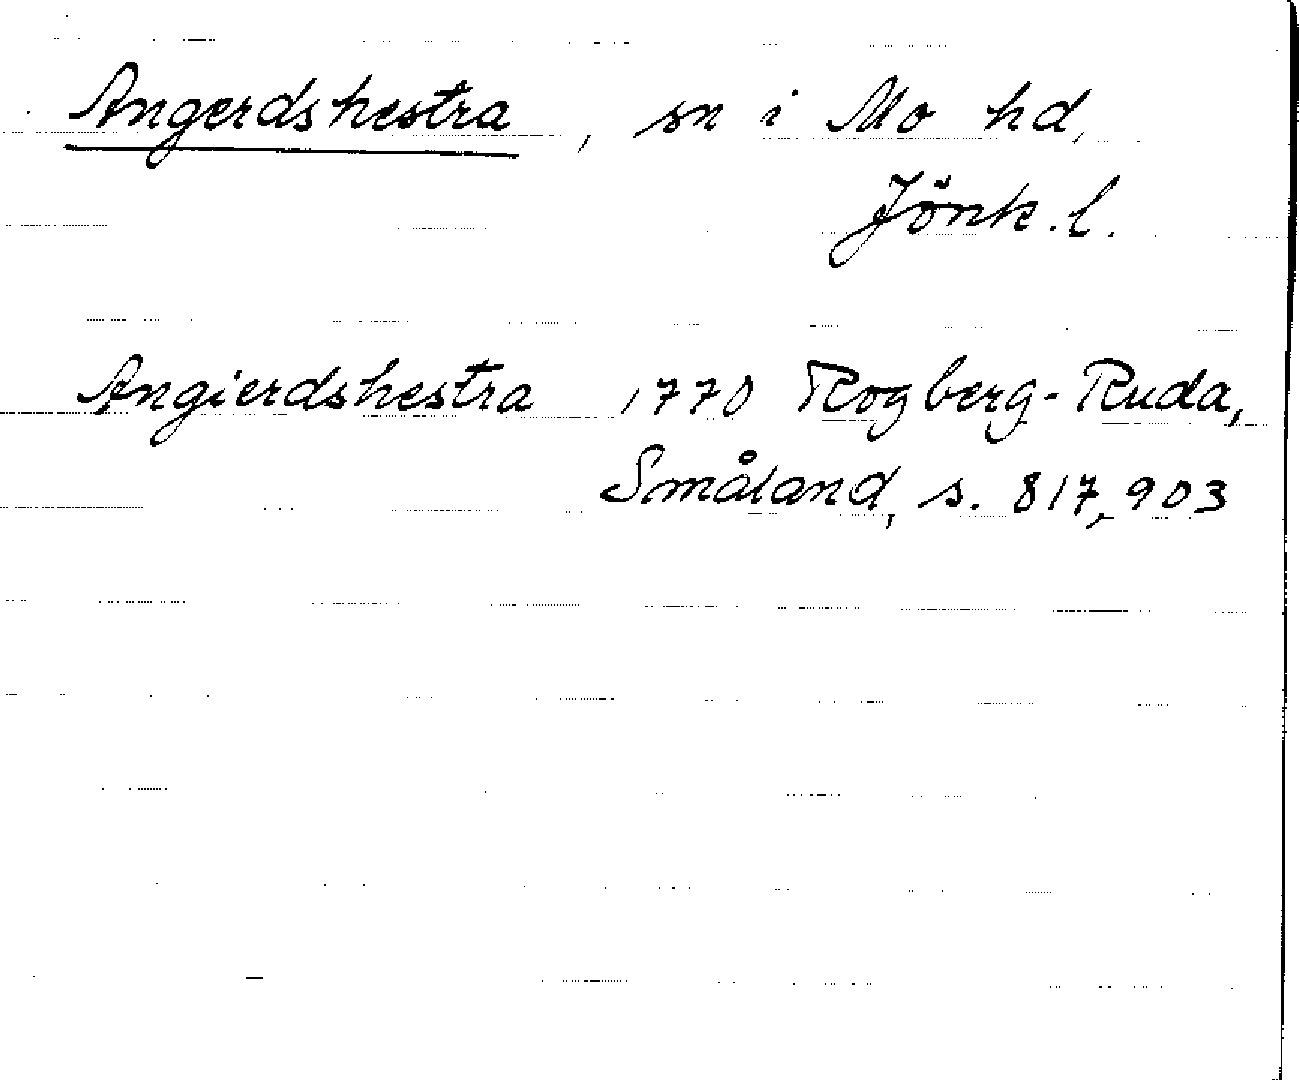 Angerdshestra, sn i Mo hd,
Jönk. l.
Angierdshestra 1770 Rogberg-Ruda,
Småland, s. 817, 903